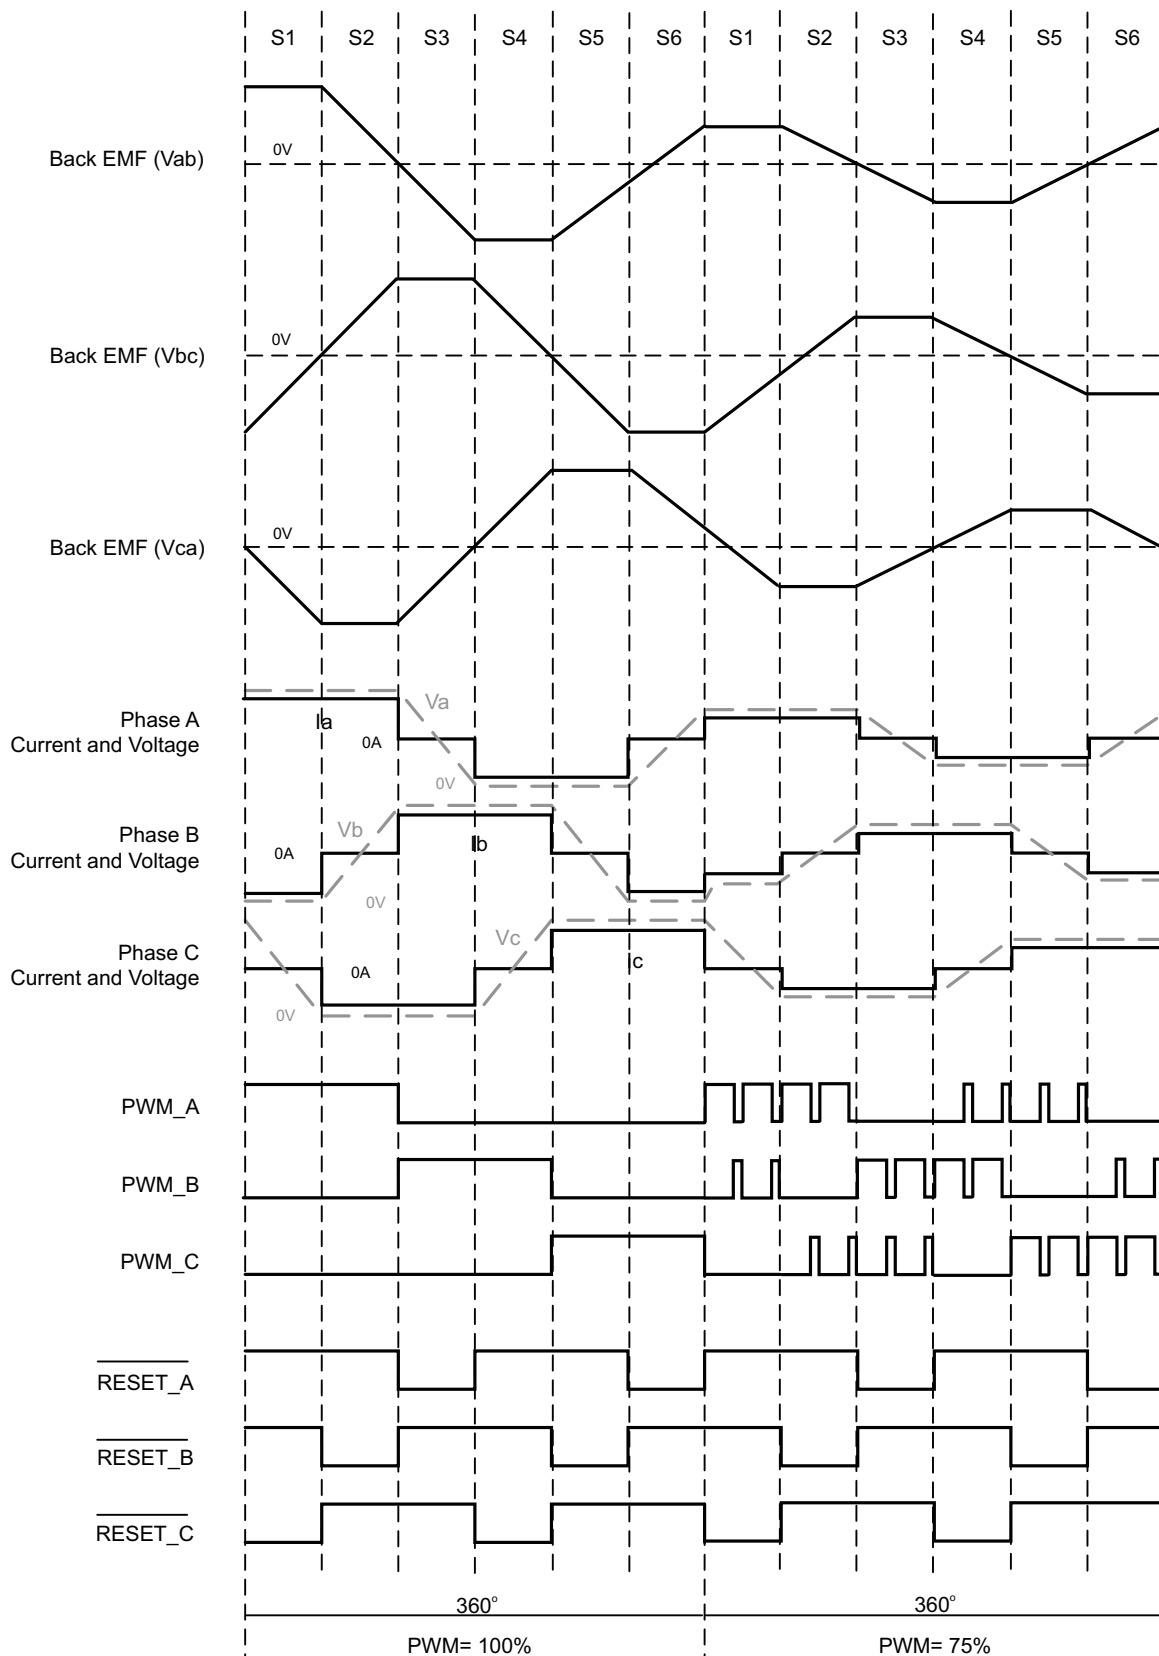 S1 S2 S3 S4 S5 S6 S1 S2 S3 S4 S5 S6
0V
Back EMF (Vab)
0V
Back EMF (Vbc)
0V
Back EMF (Vca)
Va
Phase A
Current and Voltage
Ia
0A
0V
Phase B
Current and Voltage
Vb
Ib
0A
0V
Phase C
Current and Voltage
Vc
Ic
0A
0V
PWM_A
PWM_B
PWM_C
RESET_A
RESET_B
RESET_C
360° 360°
PWM= 100% PWM= 75%